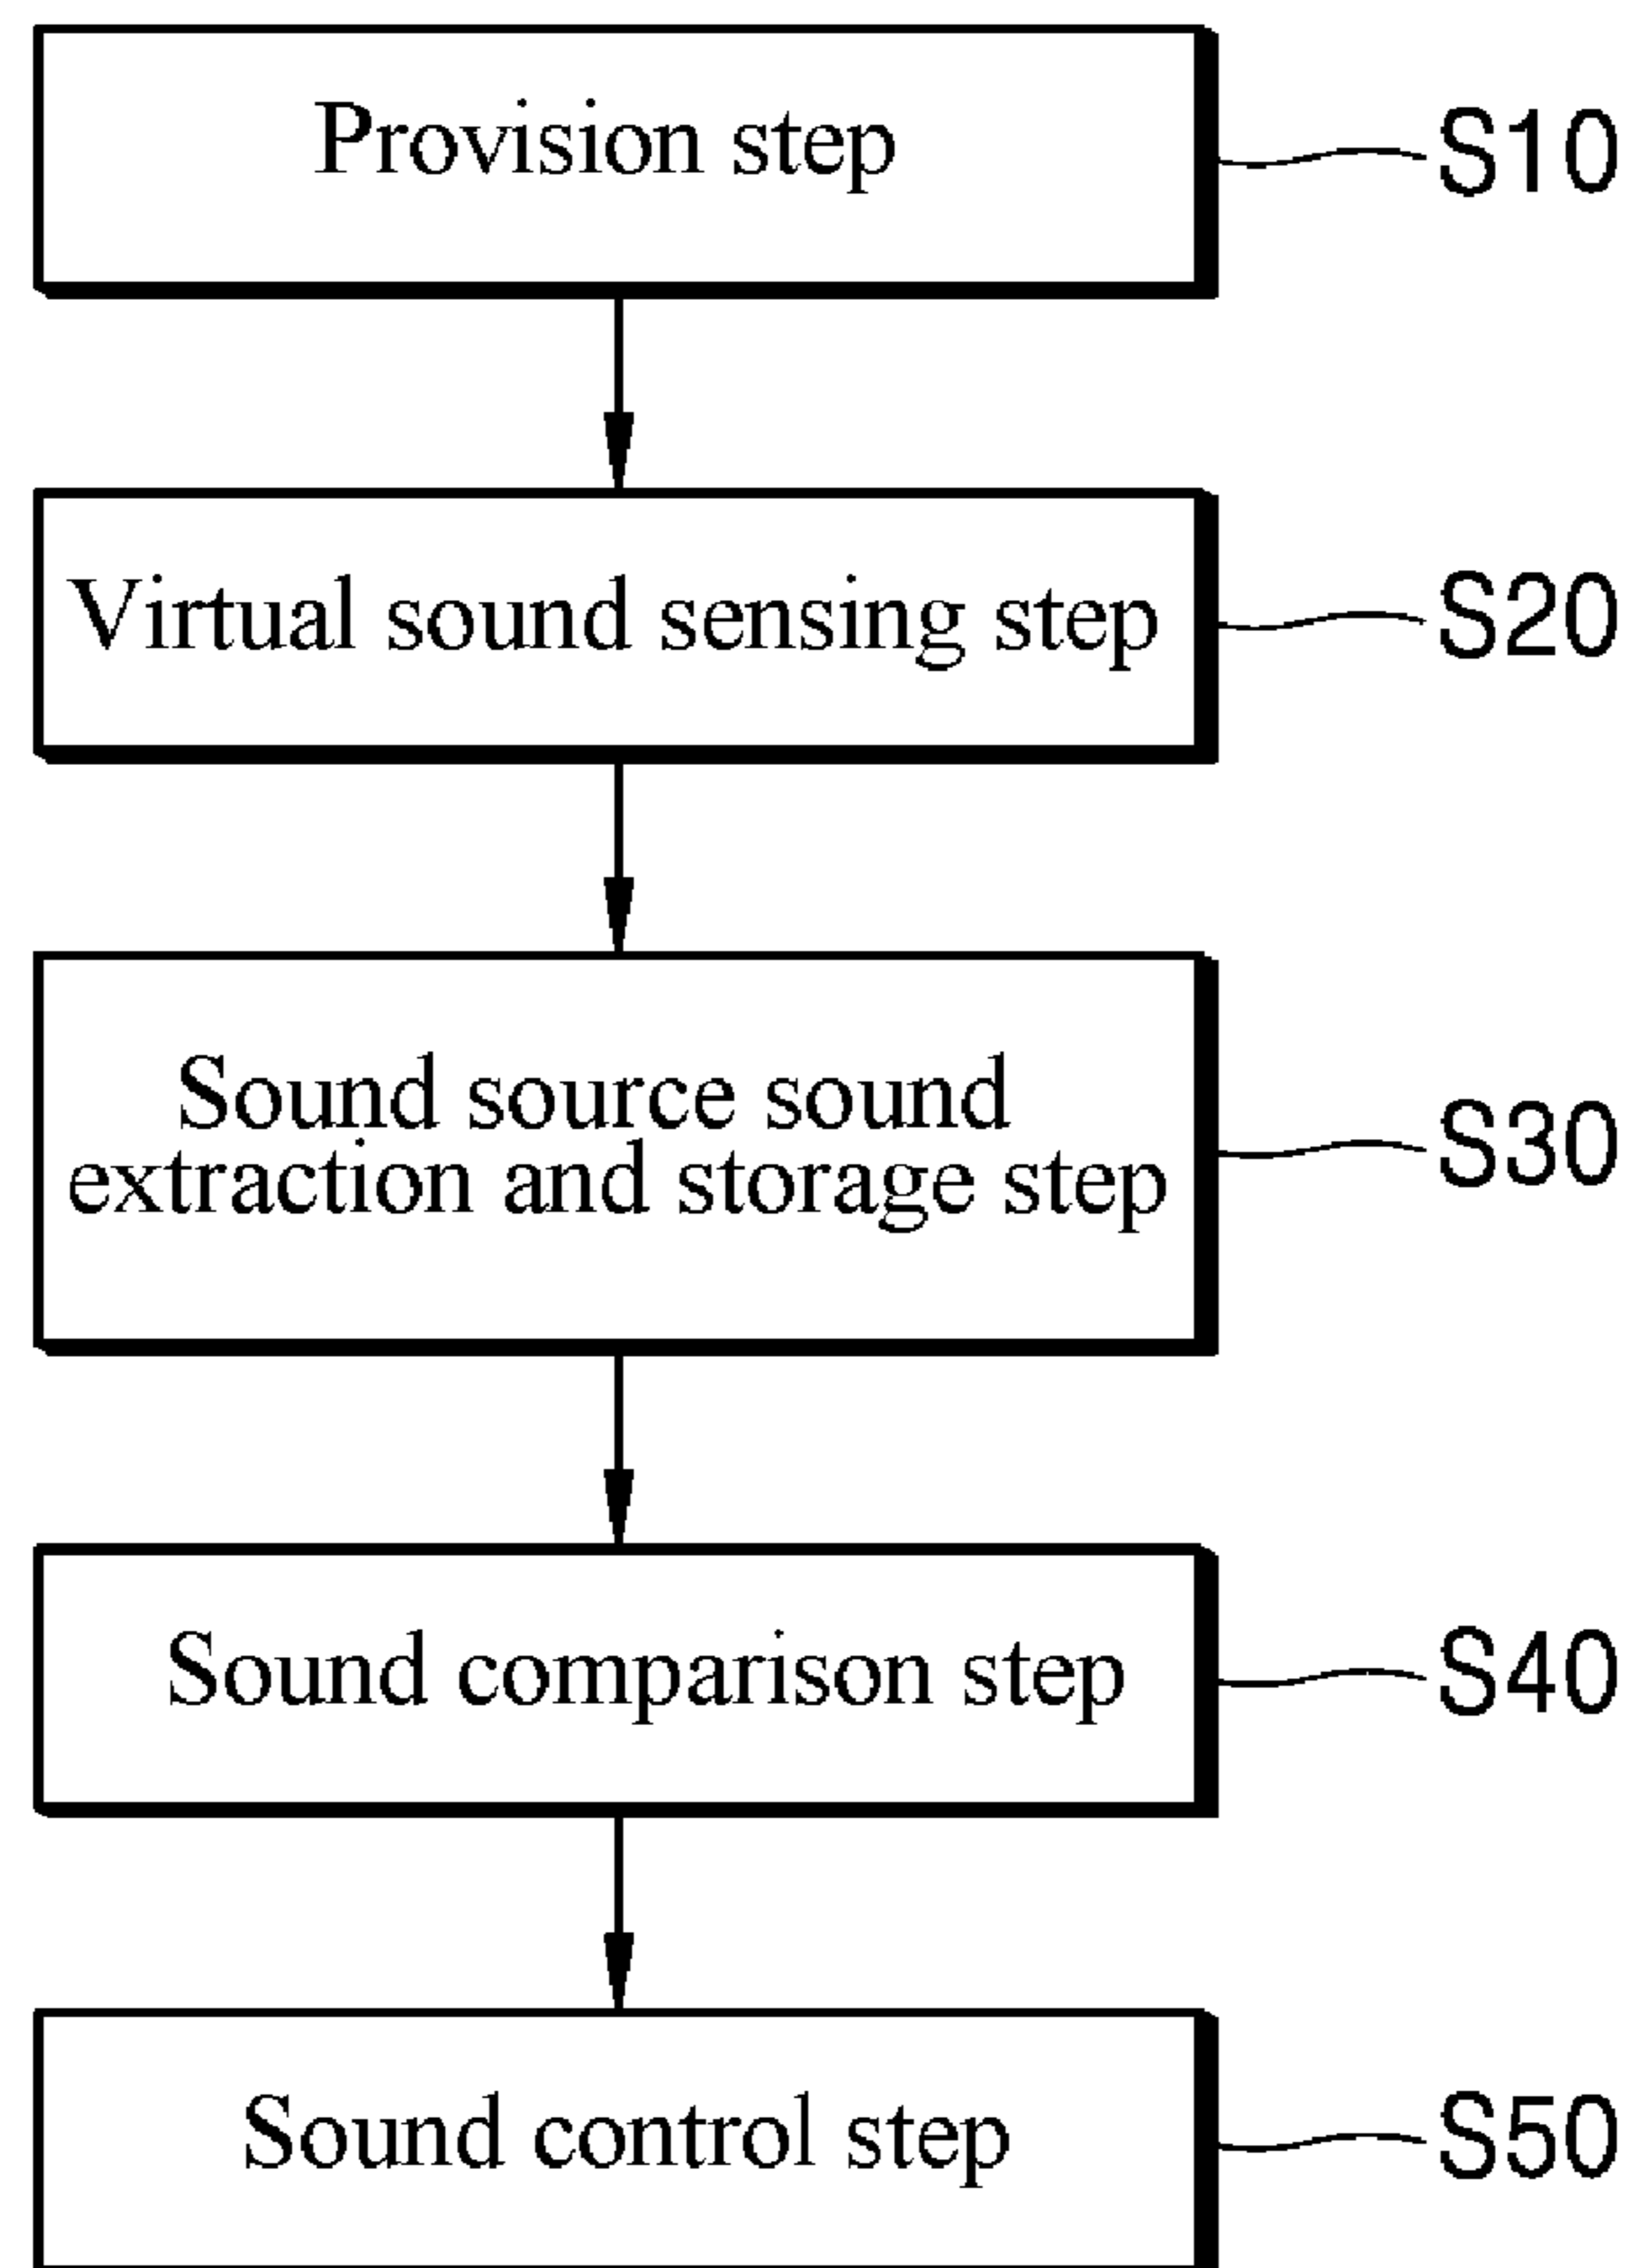 Provision step
S10
Virtual sound sensing step
S20
Sound source sound
extraction and storage step
S30
Sound comparison step
S40
Sound control step
S50